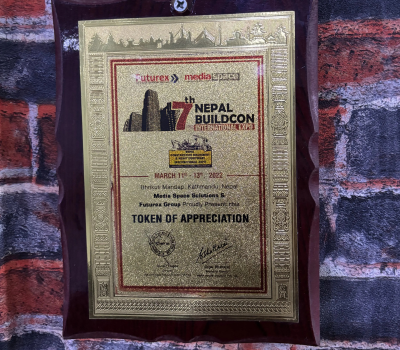 Futurex mediaspace
7th NEPAL
BUILDCON
INTERNATIONAL EXPO
MARCH 11th - 13th, 2022
Bhrikuti Mandap, Kathmandu, Nepal
Media Space Solutions &
Futurex Group Proudly Present this
TOKEN OF APPRECIATION